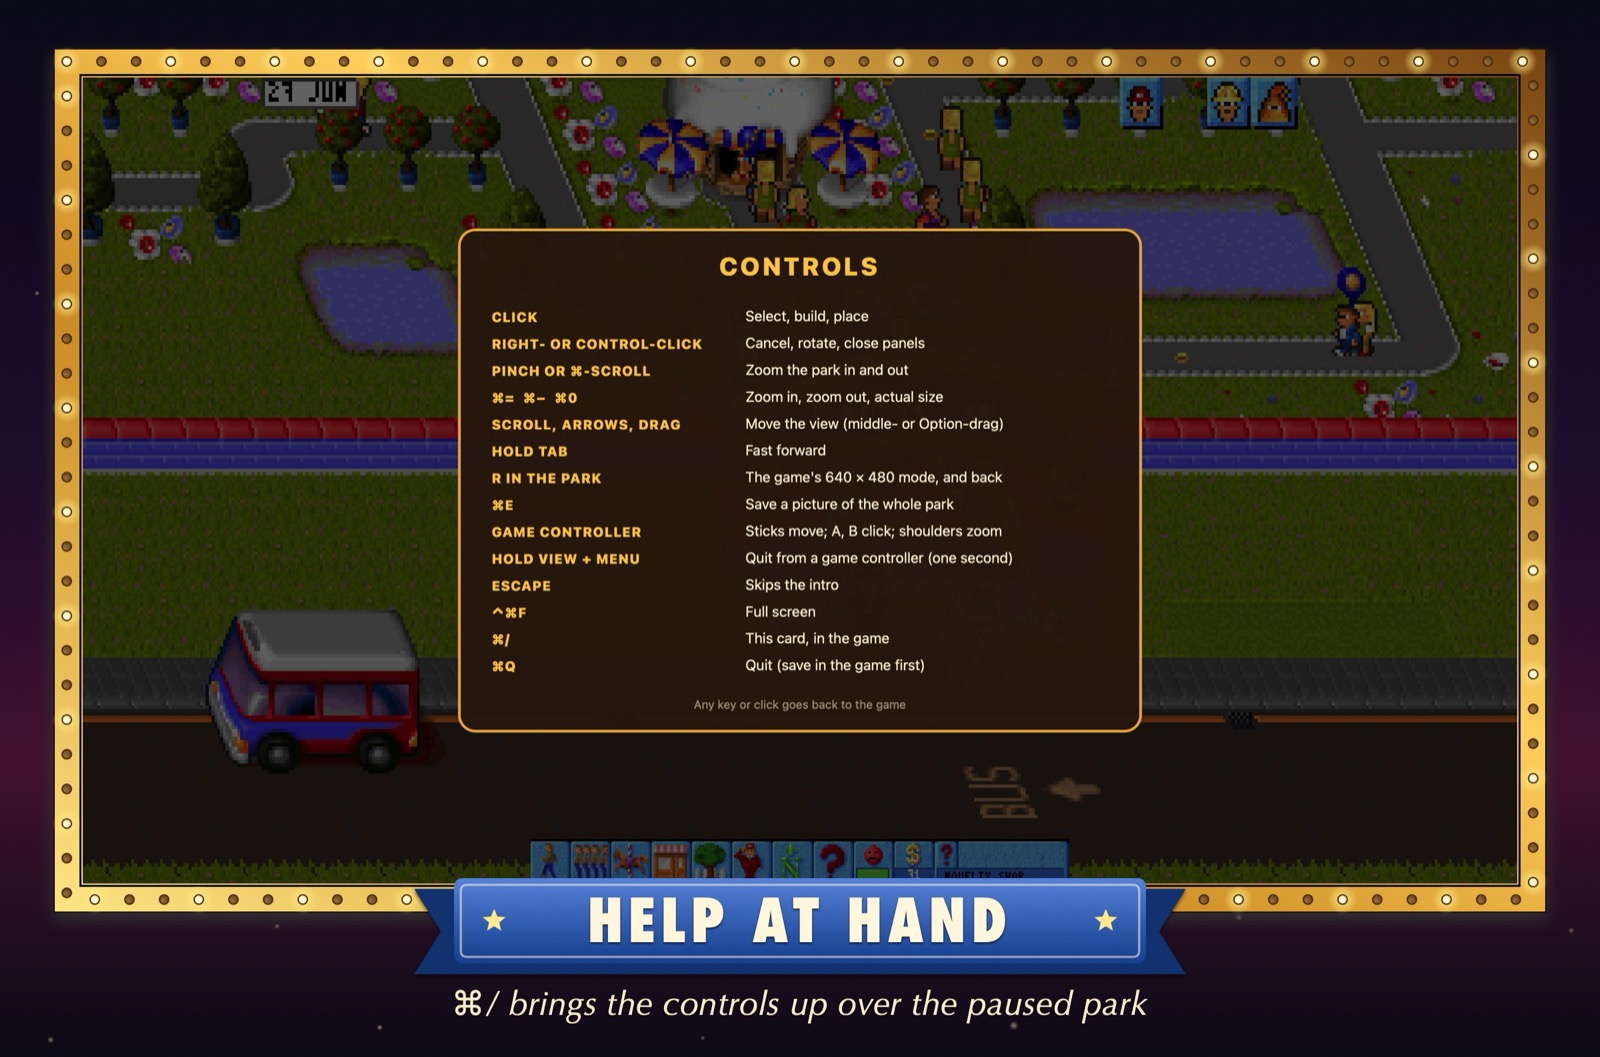 27 JUN
CONTROLS
CLICK Select, build, place
RIGHT- OR CONTROL-CLICK Cancel, rotate, close panels
PINCH OR ⌘-SCROLL Zoom the park in and out
⌘= ⌘− ⌘0 Zoom in, zoom out, actual size
SCROLL, ARROWS, DRAG Move the view (middle- or Option-drag)
HOLD TAB Fast forward
R IN THE PARK The game's 640 × 480 mode, and back
⌘E Save a picture of the whole park
GAME CONTROLLER Sticks move; A, B click; shoulders zoom
HOLD VIEW + MENU Quit from a game controller (one second)
ESCAPE Skips the intro
^⌘F Full screen
⌘/ This card, in the game
⌘Q Quit (save in the game first)
Any key or click goes back to the game
BUS
? $ ?
31 NOVELTY SHOP
HELP AT HAND
⌘/ brings the controls up over the paused park